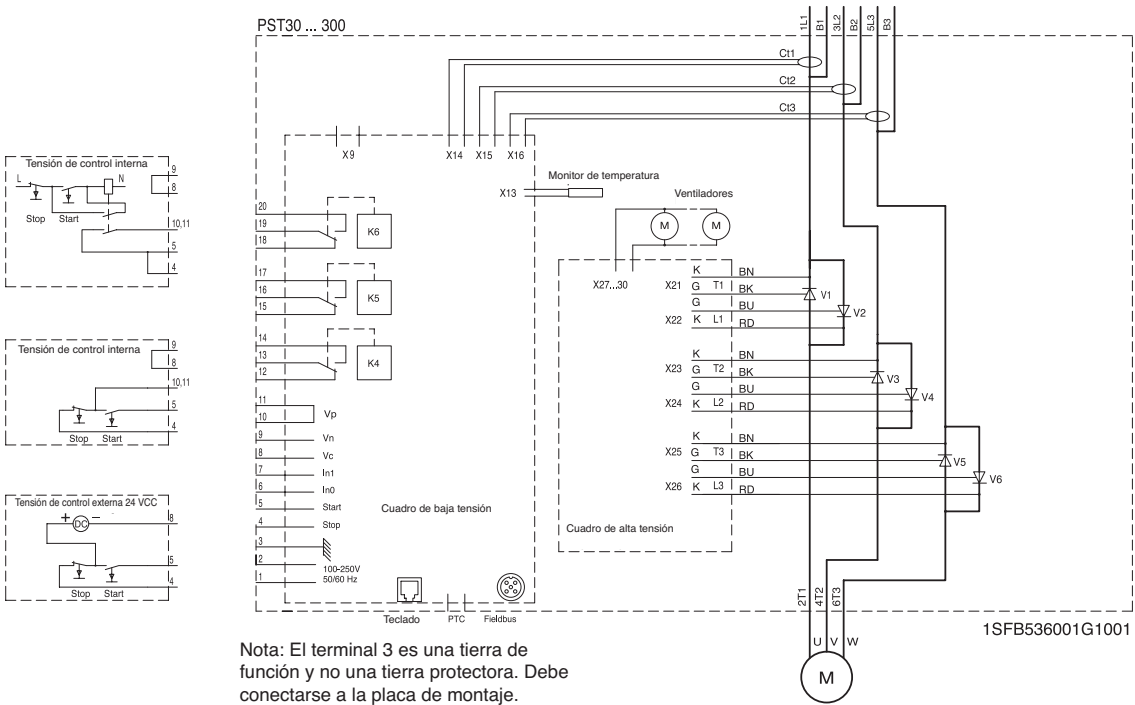 PST30 ... 300
1L1
B1
3L2
B2
5L3
B3
Ct1
Ct2
Ct3
X9
X14
X15
X16
X13
Monitor de temperatura
Ventiladores
M
M
X27...30
20
19
18
K6
17
16
15
K5
14
13
12
K4
11
10
Vp
9
Vn
8
Vc
7
In1
6
In0
5
Start
4
Stop
3
2
1
100-250V
50/60 Hz
Cuadro de baja tensión
Teclado
PTC
Fieldbus
X21
K
BN
G
T1
BK
G
BU
X22
K
L1
RD
V1
V2
X23
K
BN
G
T2
BK
G
BU
X24
K
L2
RD
V3
V4
X25
K
BN
G
T3
BK
G
BU
X26
K
L3
RD
V5
V6
Cuadro de alta tensión
2T1
4T2
6T3
U
V
W
M
1SFB536001G1001
Tensión de control interna
L
N
Stop
Start
9
8
10,11
5
4
Tensión de control interna
9
8
10,11
5
4
Stop
Start
Tensión de control externa 24 VCC
+
DC
–
8
5
4
Stop
Start
Nota: El terminal 3 es una tierra de
función y no una tierra protectora. Debe
conectarse a la placa de montaje.